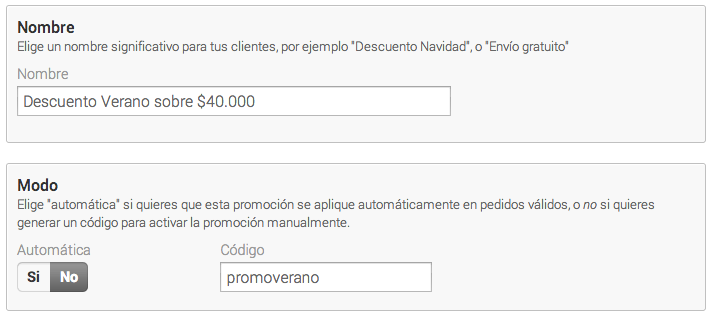 Nombre
Elige un nombre significativo para tus clientes, por ejemplo "Descuento Navidad", o "Envío gratuito"
Nombre
Descuento Verano sobre $40.000
Modo
Elige "automática" si quieres que esta promoción se aplique automáticamente en pedidos válidos, o no si quieres
generar un código para activar la promoción manualmente.
Automática Código
Si No promoverano